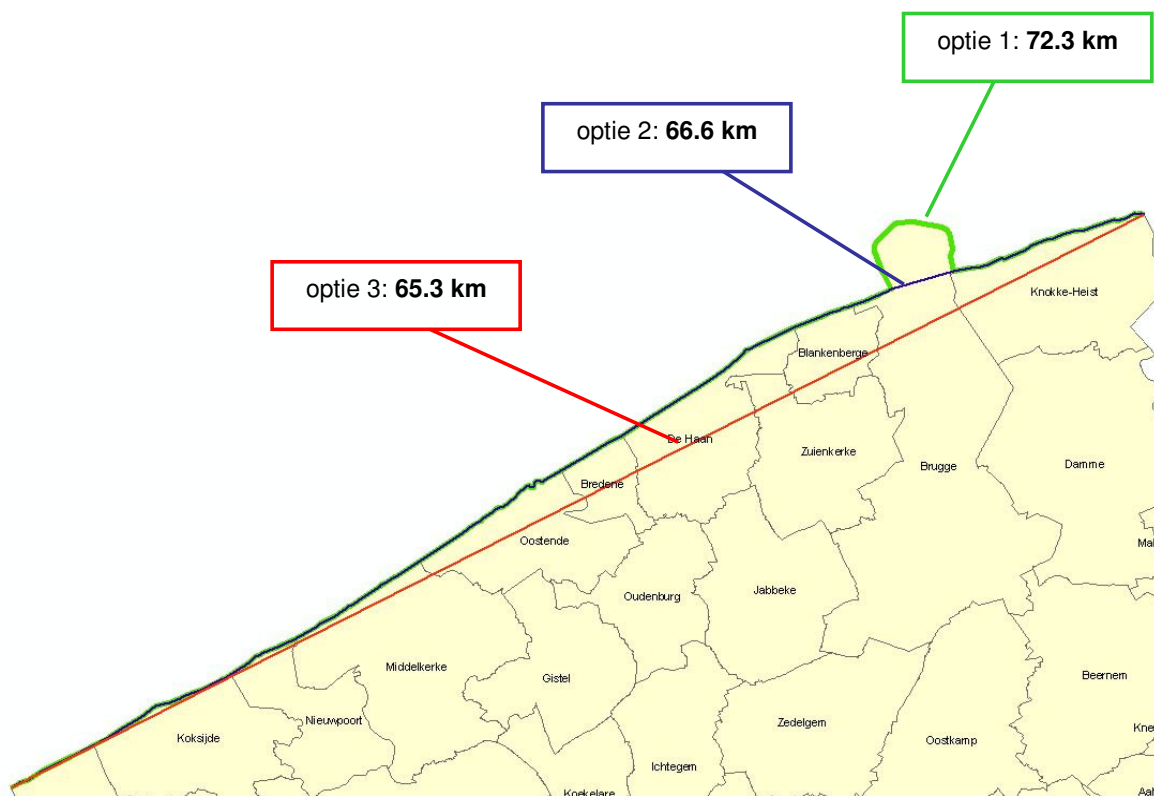 optie 1: 72.3 km
optie 2: 66.6 km
optie 3: 65.3 km
Knokke-Heist
Blankenberge
De Haan
Zuienkerke
Brugge
Damme
Bredene
Oostende
Oudenburg
Jabbeke
Middelkerke
Gistel
Beernem
Nieuwpoort
Koksijde
Zedelgem
Oostkamp
Ichtegem
Koekelare